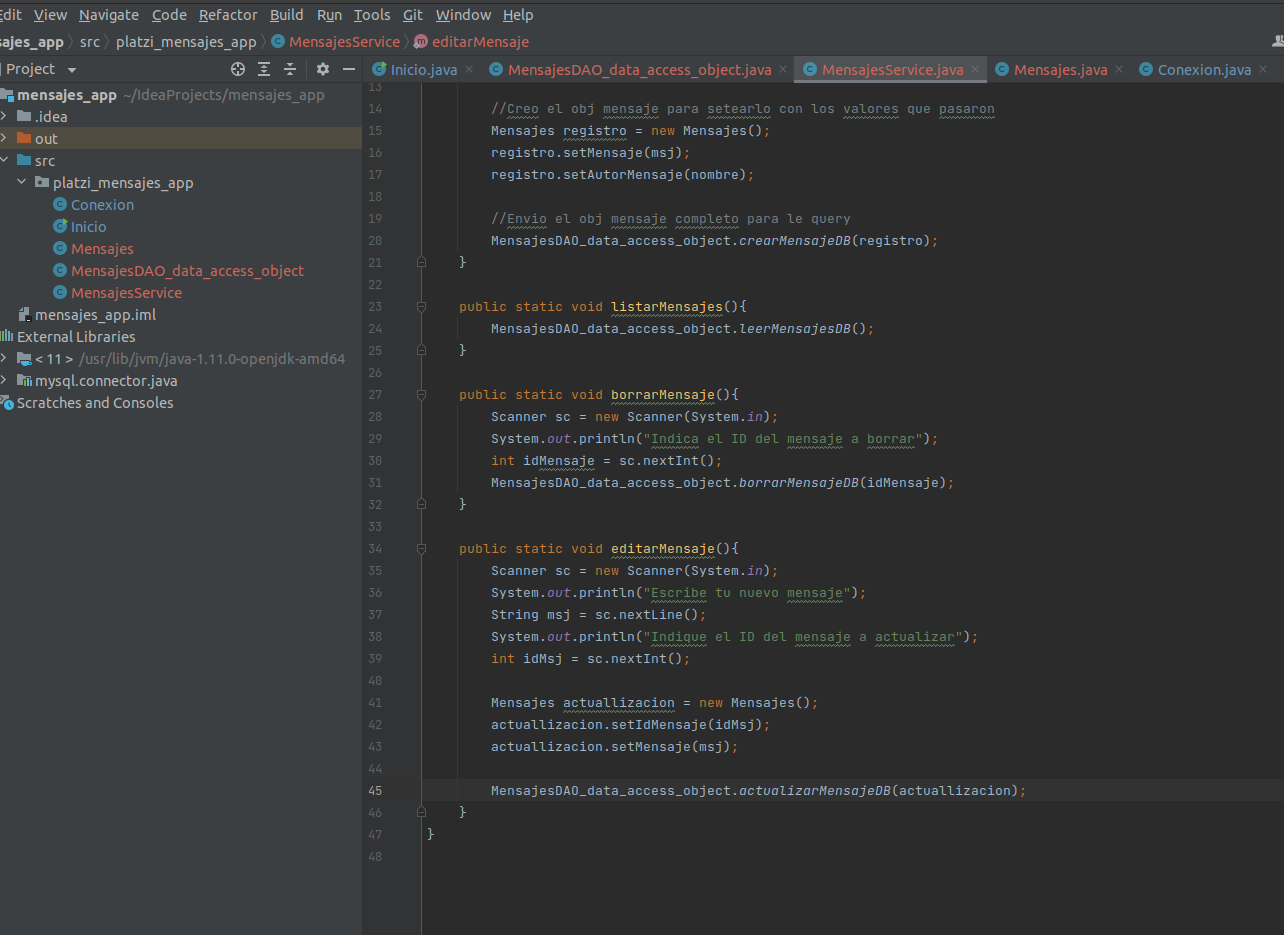 Edit View Navigate Code Refactor Build Run Tools Git Window Help
sajes_app src platzi_mensajes_app MensajesService editarMensaje
Project
Inicio.java MensajesDAO_data_access_object.java MensajesService.java Mensajes.java Conexion.java
mensajes_app ~/IdeaProjects/mensajes_app
.idea
out
src
platzi_mensajes_app
Conexion
Inicio
Mensajes
MensajesDAO_data_access_object
MensajesService
mensajes_app.iml
External Libraries
< 11 > /usr/lib/jvm/java-1.11.0-openjdk-amd64
mysql.connector.java
Scratches and Consoles
13
14 //Creo el obj mensaje para setearlo con los valores que pasaron
15 Mensajes registro = new Mensajes();
16 registro.setMensaje(msj);
17 registro.setAutorMensaje(nombre);
18
19 //Envio el obj mensaje completo para le query
20 MensajesDAO_data_access_object.crearMensajeDB(registro);
21 }
22
23 public static void listarMensajes(){
24 MensajesDAO_data_access_object.leerMensajesDB();
25 }
26
27 public static void borrarMensaje(){
28 Scanner sc = new Scanner(System.in);
29 System.out.println("Indica el ID del mensaje a borrar");
30 int idMensaje = sc.nextInt();
31 MensajesDAO_data_access_object.borrarMensajeDB(idMensaje);
32 }
33
34 public static void editarMensaje(){
35 Scanner sc = new Scanner(System.in);
36 System.out.println("Escribe tu nuevo mensaje");
37 String msj = sc.nextLine();
38 System.out.println("Indique el ID del mensaje a actualizar");
39 int idMsj = sc.nextInt();
40
41 Mensajes actuallizacion = new Mensajes();
42 actuallizacion.setIdMensaje(idMsj);
43 actuallizacion.setMensaje(msj);
44
45 MensajesDAO_data_access_object.actualizarMensajeDB(actuallizacion);
46 }
47 }
48